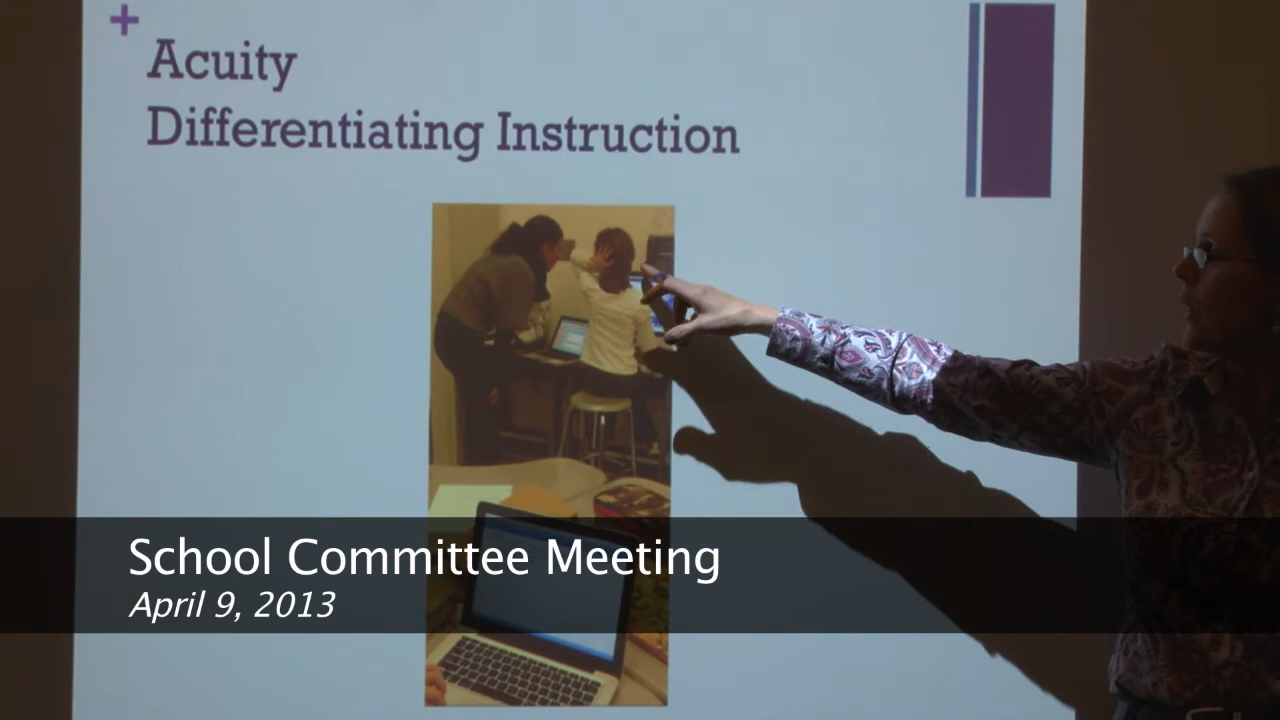 +
Acuity
Differentiating Instruction
School Committee Meeting
April 9, 2013